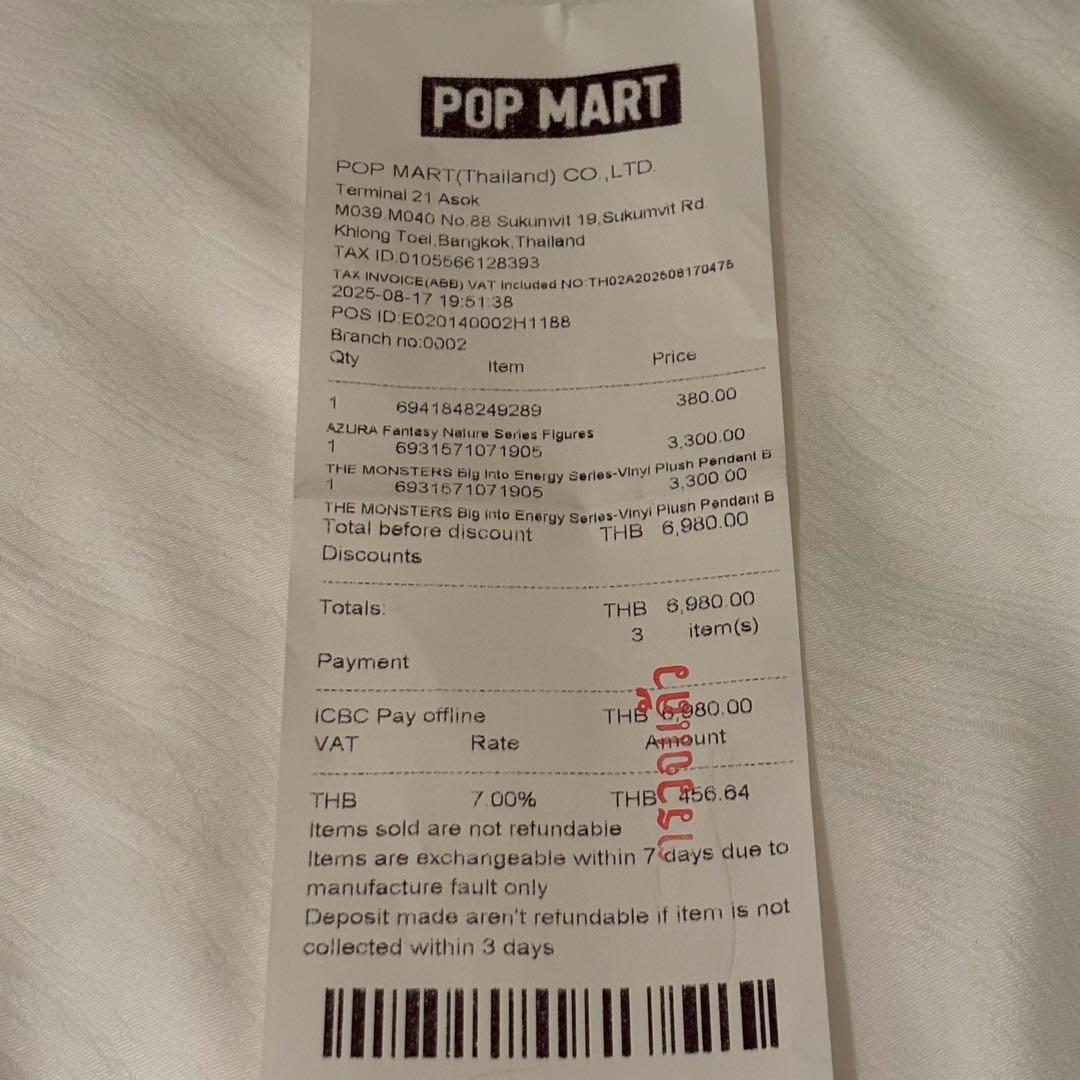 POP MART
POP MART(Thailand) CO.,LTD.
Terminal 21 Asok
M039.M040 No.88 Sukumvit 19,Sukumvit Rd.
Khlong Toei,Bangkok,Thailand
TAX ID.0105566128393
TAX INVOICE(ABB) VAT included NO:TH02A202508170475
2025-08-17 19:51:38
POS ID:E020140002H1188
Branch no:0002
Qty Item Price
1 6941848249289 380.00
AZURA Fantasy Nature Series Figures
1 6931571071905 3,300.00
THE MONSTERS Big into Energy Series-Vinyl Plush Pendant B
1 6931571071905 3,300.00
THE MONSTERS Big into Energy Series-Vinyl Plush Pendant B
Total before discount THB 6,980.00
Discounts
Totals: THB 6,980.00
3 item(s)
Payment
ICBC Pay offline THB 6,980.00
VAT Rate Amount
THB 7.00% THB 456.64
Items sold are not refundable
Items are exchangeable within 7 days due to
manufacture fault only
Deposit made aren't refundable if item is not
collected within 3 days
ตรวจแล้ว